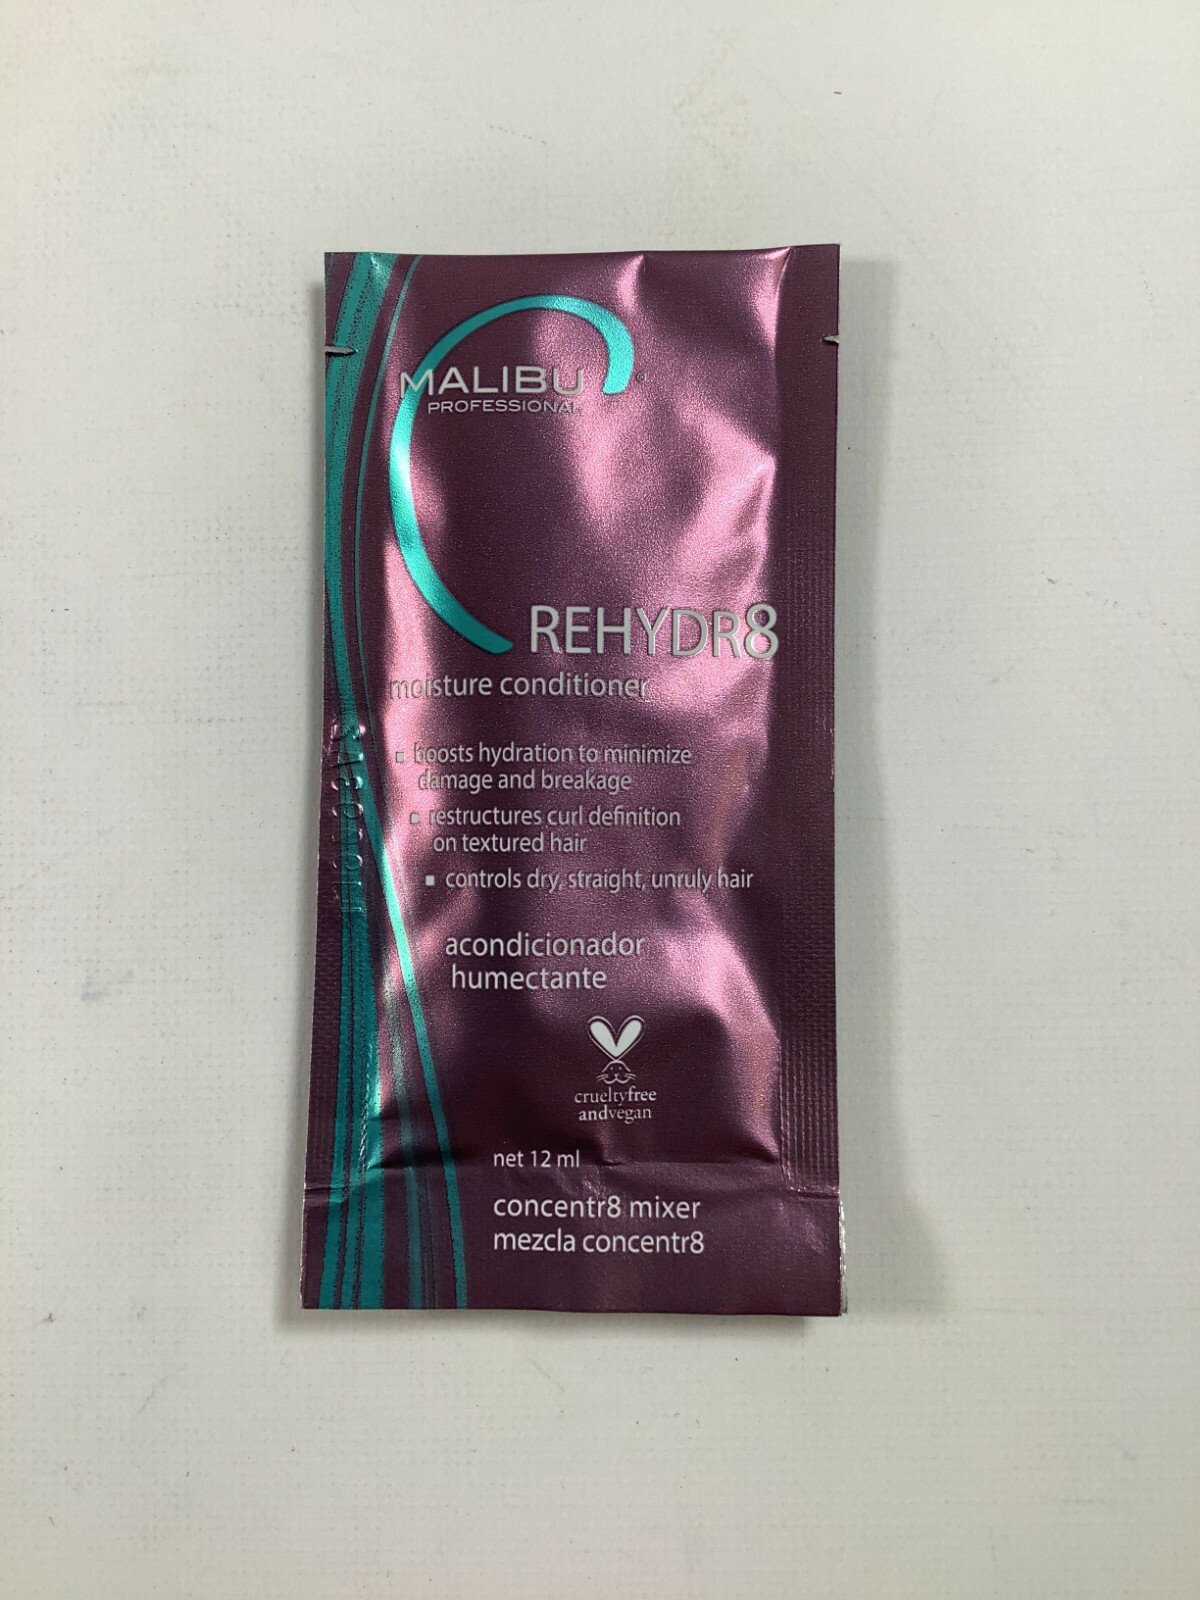 MALIBU
PROFESSIONAL
REHYDR8
moisture conditioner
▪ boosts hydration to minimize
damage and breakage
▪ restructures curl definition
on textured hair
▪ controls dry, straight, unruly hair
acondicionador
humectante
crueltyfree
andvegan
net 12 ml
concentr8 mixer
mezcla concentr8